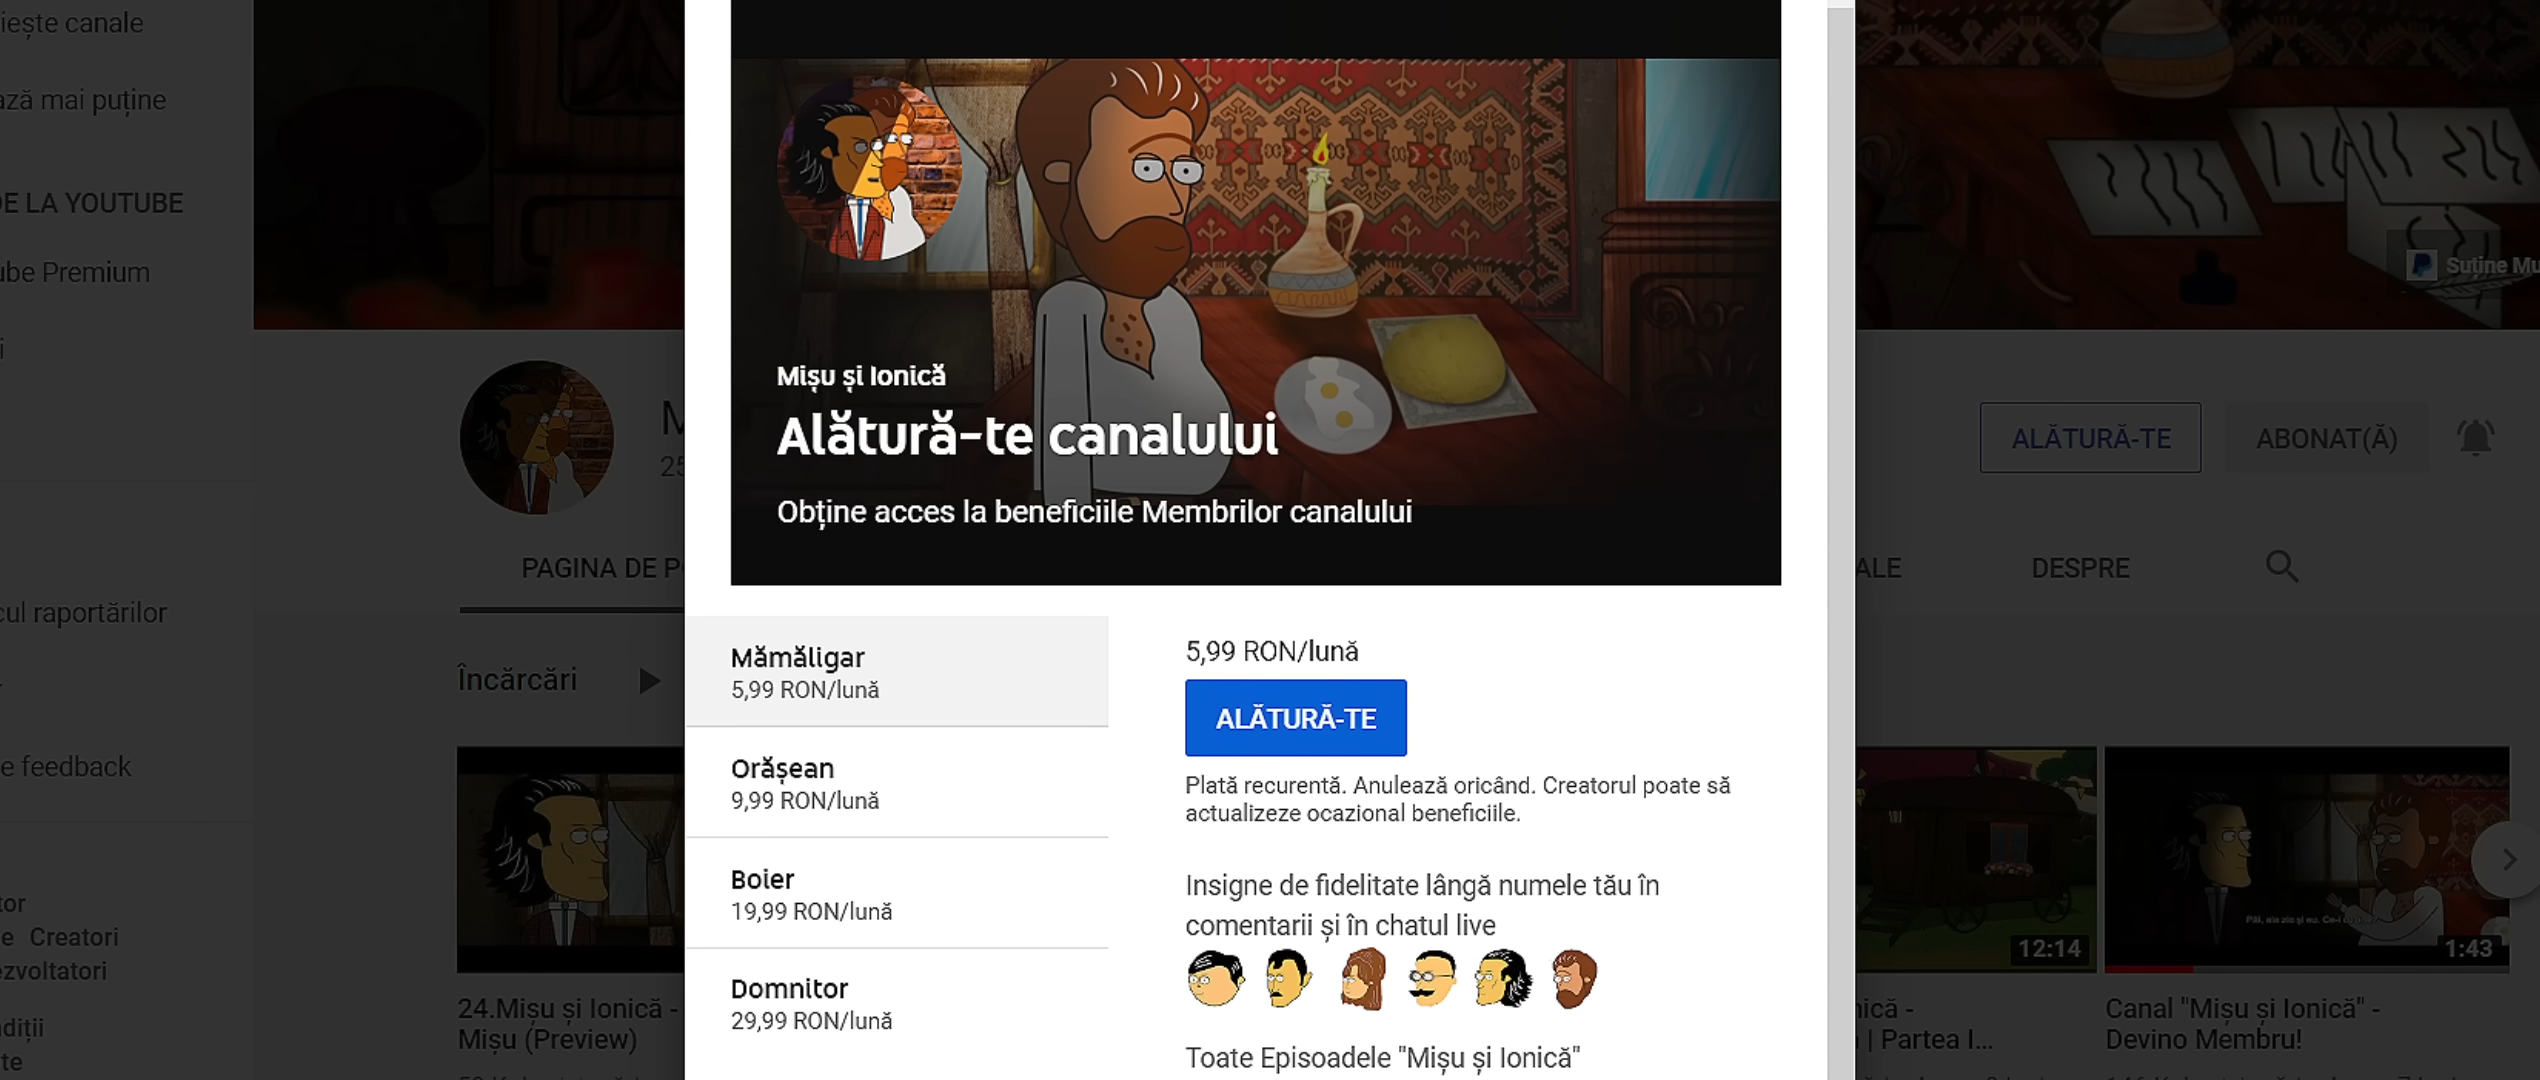 iește canale
ază mai puține
DE LA YOUTUBE
ube Premium
cul raportărilor
e feedback
tor
e Creatori
ezvoltatori
diții
te
Mișu și Ionică
Alătură-te canalului
Obține acces la beneficiile Membrilor canalului
Suține Mu
M
25
ALĂTURĂ-TE
ABONAT(Ă)
PAGINA DE P
ALE
DESPRE
Încărcări
Mămăligar
5,99 RON/lună
Orășean
9,99 RON/lună
Boier
19,99 RON/lună
Domnitor
29,99 RON/lună
5,99 RON/lună
ALĂTURĂ-TE
Plată recurentă. Anulează oricând. Creatorul poate să
actualizeze ocazional beneficiile.
Insigne de fidelitate lângă numele tău în
comentarii și în chatul live
Toate Episoadele "Mișu și Ionică"
24.Mișu și Ionică -
Mișu (Preview)
12:14
nică -
| Partea I...
1:43
Canal "Mișu și Ionică" -
Devino Membru!